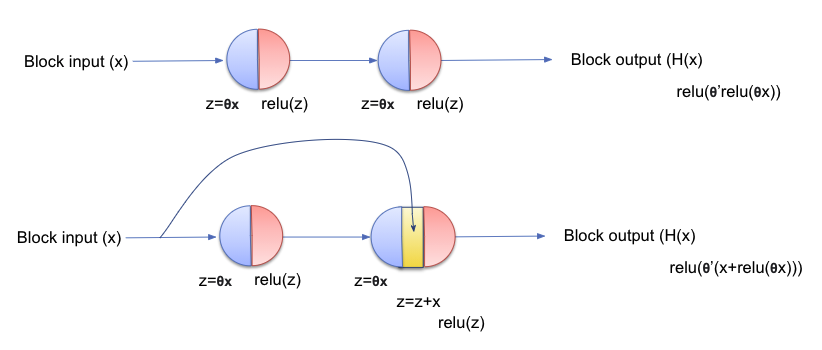 Block input (x)
Block output (H(x)
z=θx relu(z)
z=θx relu(z)
relu(θ’relu(θx))
Block input (x)
Block output (H(x)
z=θx relu(z)
z=θx
relu(θ’(x+relu(θx)))
z=z+x
relu(z)